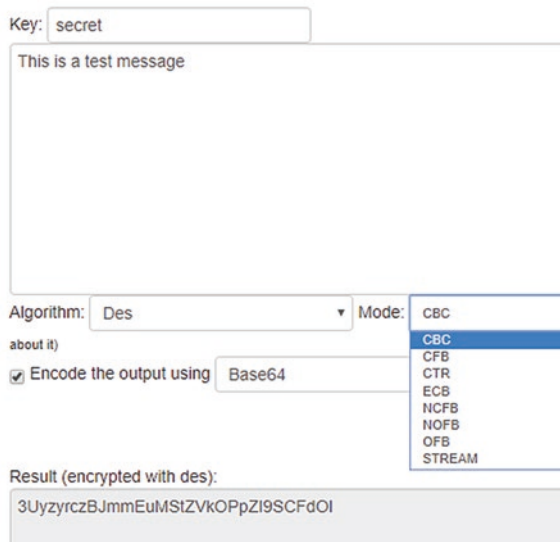 Key: secret
This is a test message
Algorithm: Des Mode: CBC
about it)
CBC
CFB
CTR
ECB
NCFB
NOFB
OFB
STREAM
Encode the output using Base64
Result (encrypted with des):
3UyzyrczBJmmEuMStZVkOPpZI9SCFdOI